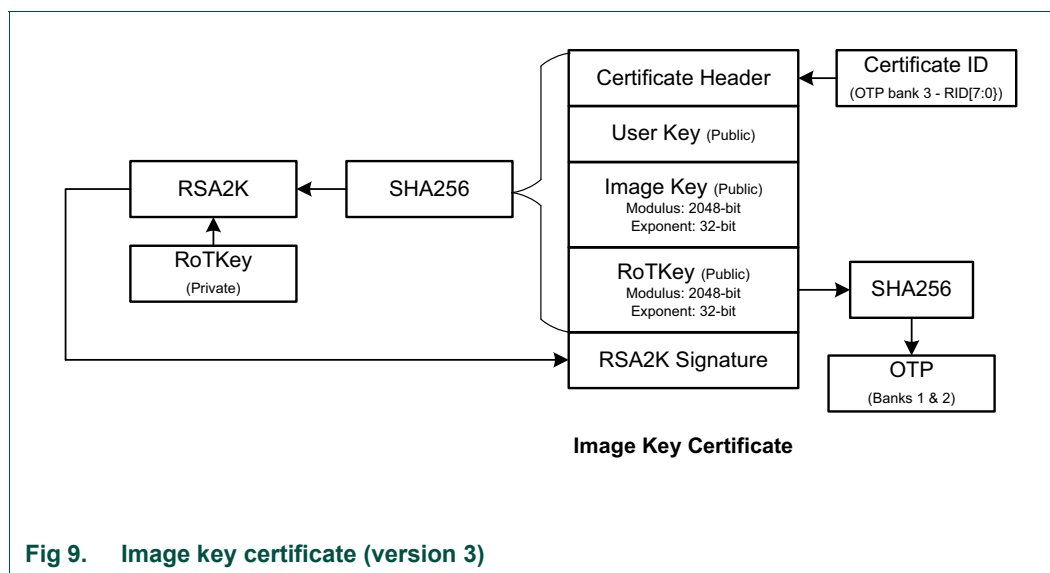 Certificate Header
Certificate ID
(OTP bank 3 - RID[7:0})
User Key (Public)
RSA2K
SHA256
Image Key (Public)
Modulus: 2048-bit
Exponent: 32-bit
RoTKey
(Private)
RoTKey (Public)
Modulus: 2048-bit
Exponent: 32-bit
SHA256
RSA2K Signature
OTP
(Banks 1 & 2)
Image Key Certificate
Fig 9. Image key certificate (version 3)